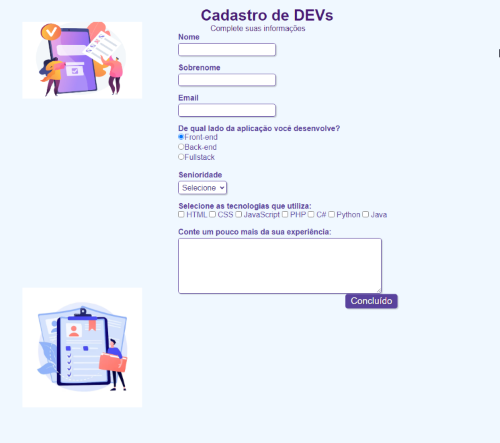 Cadastro de DEVs
Complete suas informações
Nome
Sobrenome
Email
De qual lado da aplicação você desenvolve?
Front-end
Back-end
Fullstack
Senioridade
Selecione
Selecione as tecnologias que utiliza:
HTML CSS JavaScript PHP C# Python Java
Conte um pouco mais da sua experiência:
Concluído